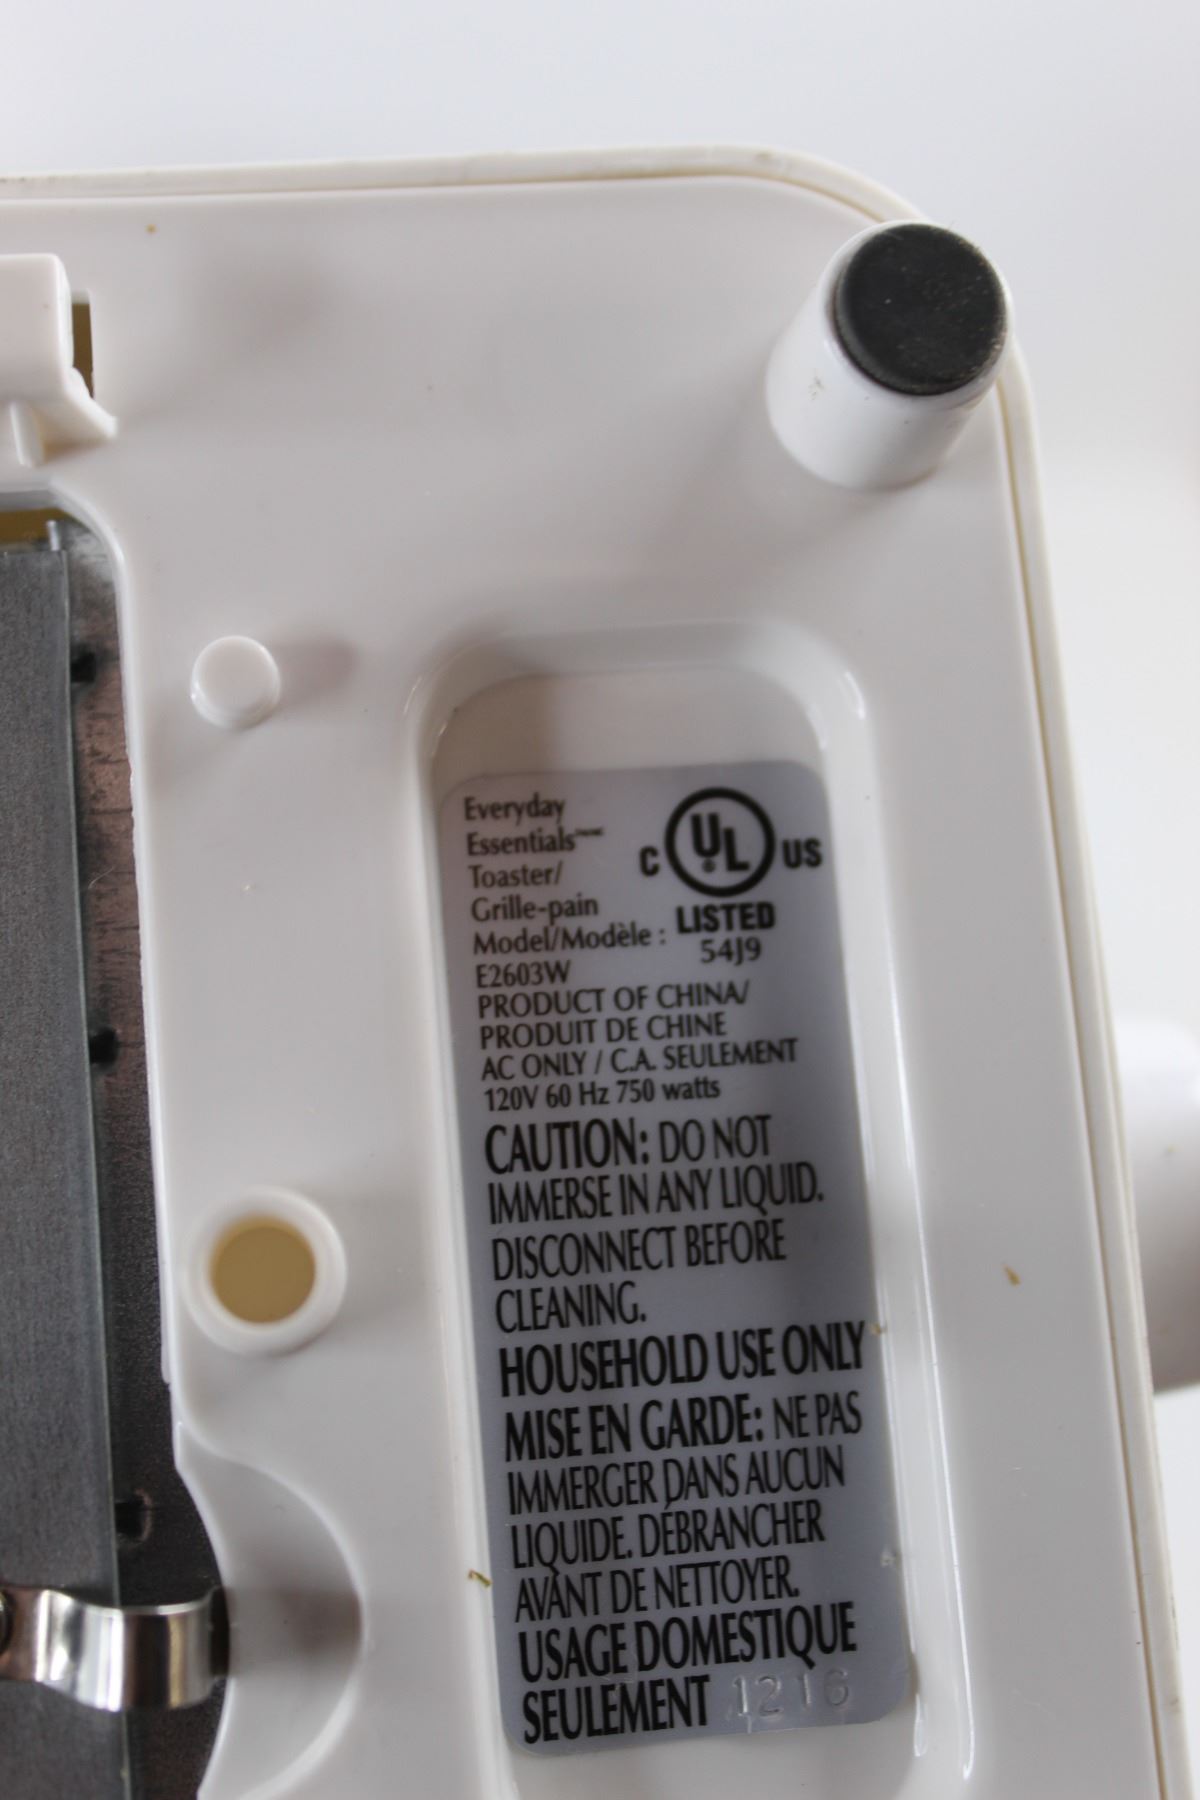 Everyday
Essentials™/MC
Toaster/
Grille-pain
Model/Modèle :
E2603W
C UL ® US
LISTED
54J9
PRODUCT OF CHINA/
PRODUIT DE CHINE
AC ONLY / C.A. SEULEMENT
120V 60 Hz 750 watts
CAUTION: DO NOT
IMMERSE IN ANY LIQUID.
DISCONNECT BEFORE
CLEANING.
HOUSEHOLD USE ONLY
MISE EN GARDE: NE PAS
IMMERGER DANS AUCUN
LIQUIDE. DÉBRANCHER
AVANT DE NETTOYER.
USAGE DOMESTIQUE
SEULEMENT 1216